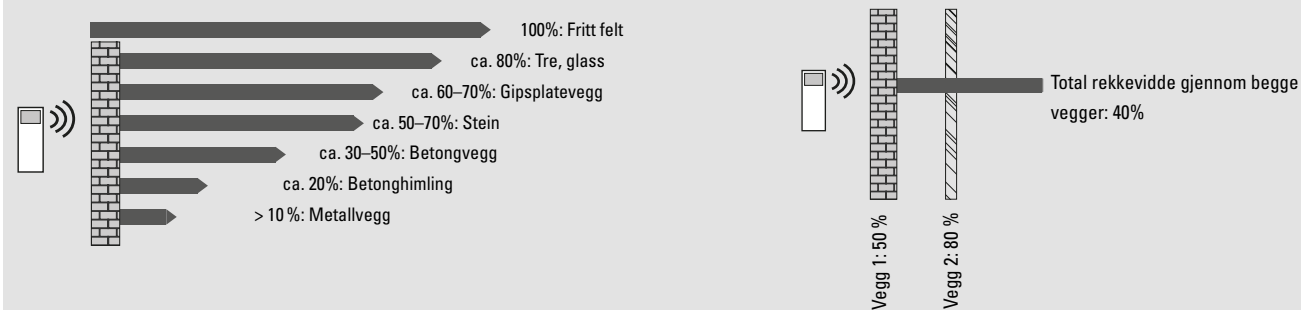 100%: Fritt felt
ca. 80%: Tre, glass
ca. 60–70%: Gipsplatevegg
ca. 50–70%: Stein
ca. 30–50%: Betongvegg
ca. 20%: Betonghimling
> 10 %: Metallvegg
Total rekkevidde gjennom begge
vegger: 40%
Vegg 1: 50 %
Vegg 2: 80 %